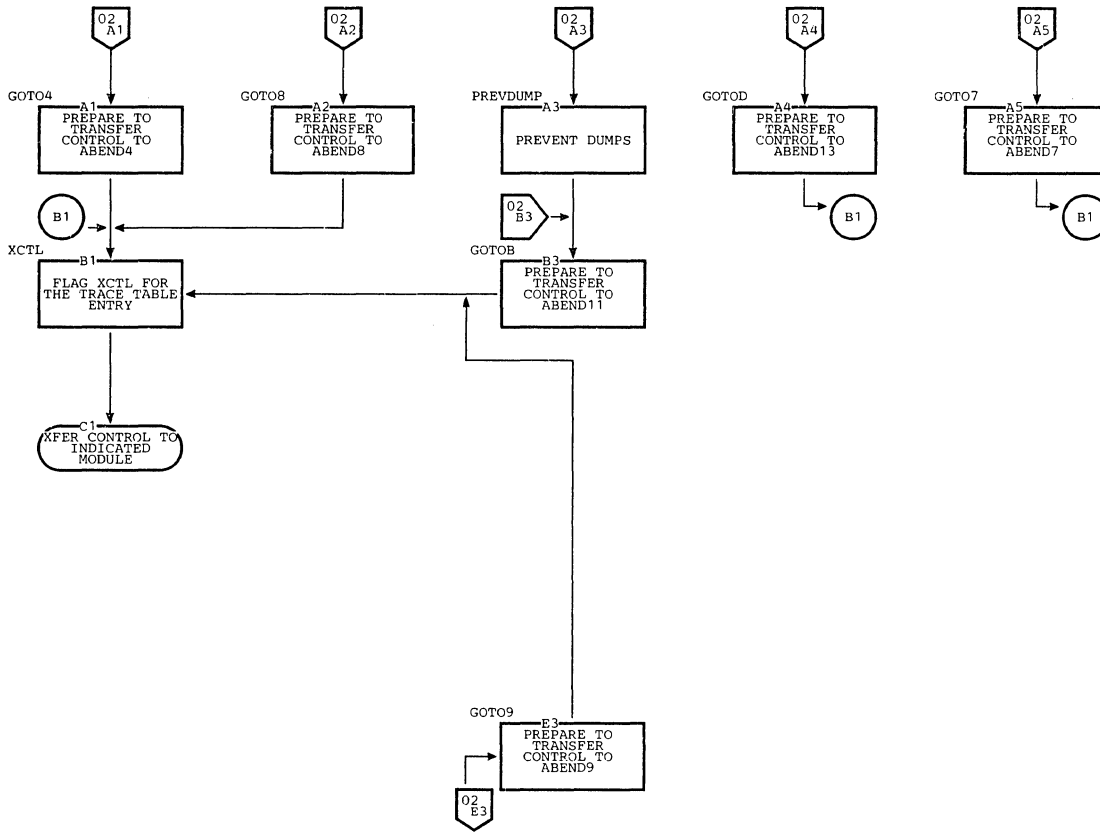 02
A1
02
A2
02
A3
02
A4
02
A5
GOTO4
A1
PREPARE TO
TRANSFER
CONTROL TO
ABEND4
GOTO8
A2
PREPARE TO
TRANSFER
CONTROL TO
ABEND8
PREVDUMP
A3
PREVENT DUMPS
GOTOD
A4
PREPARE TO
TRANSFER
CONTROL TO
ABEND13
GOTO7
A5
PREPARE TO
TRANSFER
CONTROL TO
ABEND7
B1
02
B3
B1
B1
XCTL
B1
FLAG XCTL FOR
THE TRACE TABLE
ENTRY
GOTOB
B3
PREPARE TO
TRANSFER
CONTROL TO
ABEND11
C1
XFER CONTROL TO
INDICATED
MODULE
GOTO9
E3
PREPARE TO
TRANSFER
CONTROL TO
ABEND9
02
E3